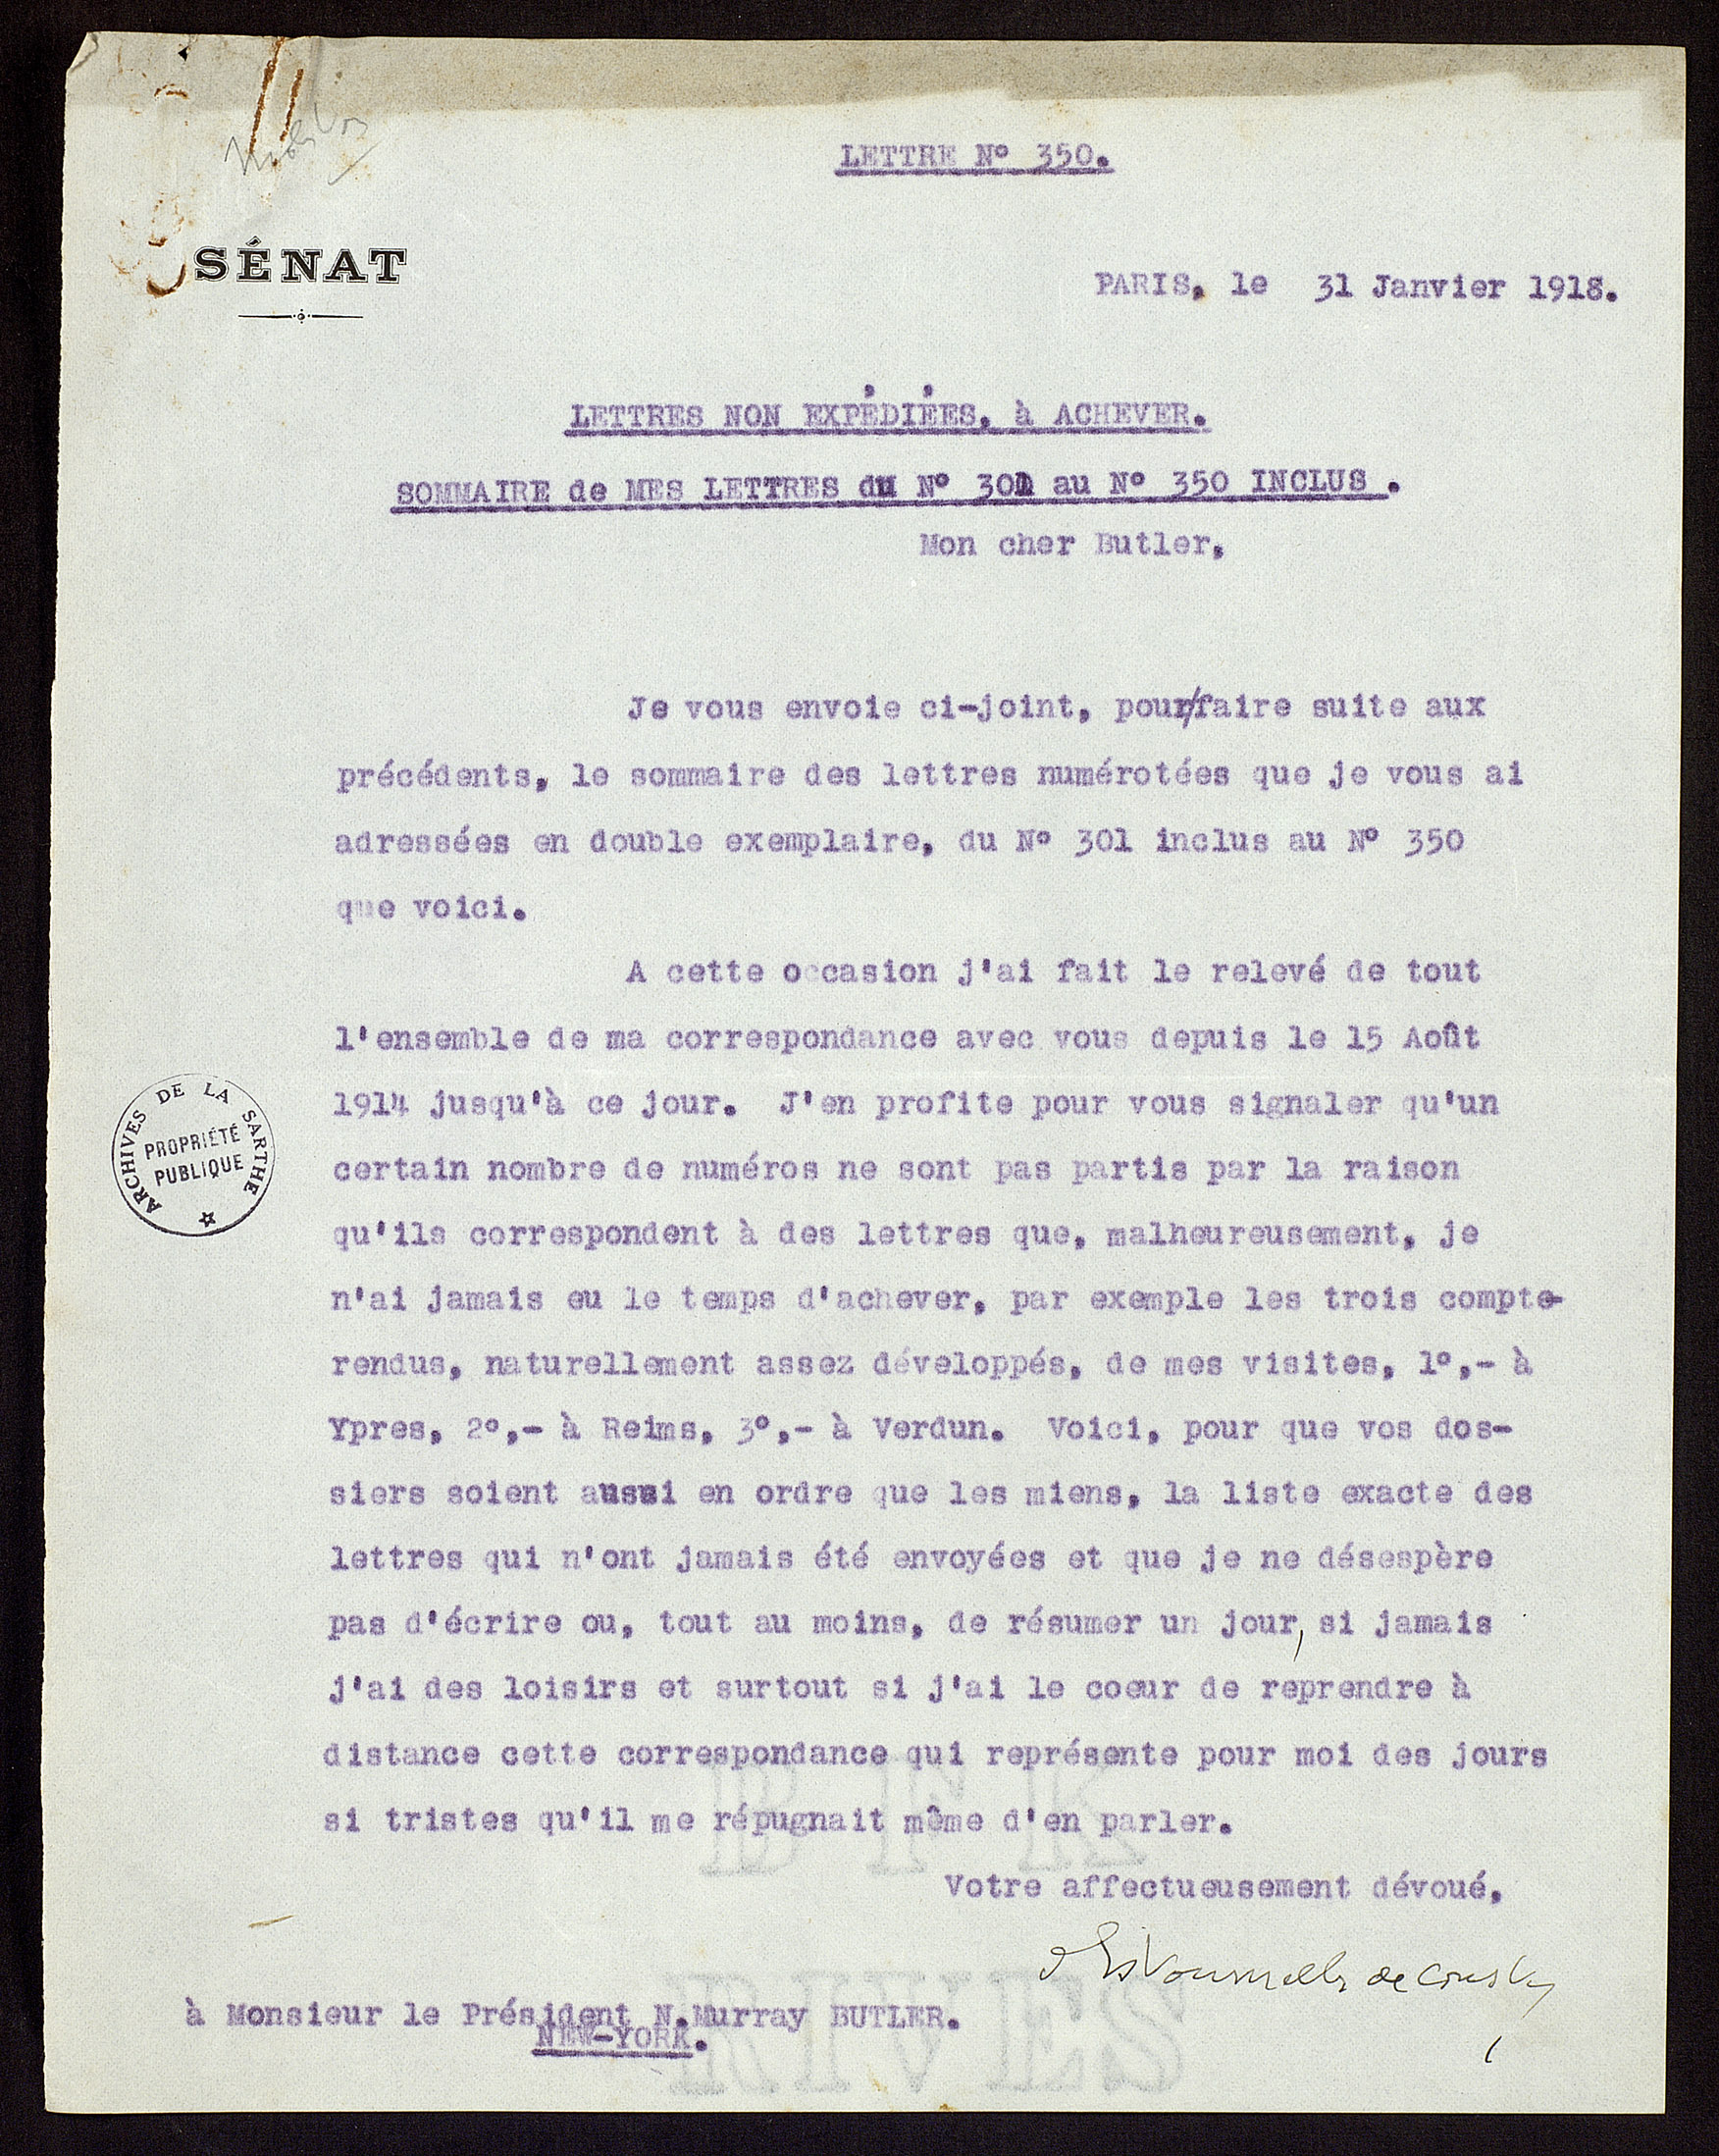 LETTRE Nº 350.
SÉNAT
PARIS, le 31 Janvier 1918.
LETTRES NON EXPÉDIÉES, à ACHEVER.
SOMMAIRE de MES LETTRES du Nº 301 au Nº 350 INCLUS .
Mon cher Butler,
Je vous envoie ci-joint, pour/faire suite aux
précédents, le sommaire des lettres numérotées que je vous ai
adressées en double exemplaire, du Nº 301 inclus au Nº 350
que voici.
A cette occasion j'ai fait le relevé de tout
l'ensemble de ma correspondance avec vous depuis le 15 Août
1914 jusqu'à ce jour. J'en profite pour vous signaler qu'un
certain nombre de numéros ne sont pas partis par la raison
qu'ils correspondent à des lettres que, malheureusement, je
n'ai jamais eu le temps d'achever, par exemple les trois compte-
rendus, naturellement assez développés, de mes visites, 1º,- à
Ypres, 2º,- à Reims, 3º,- à Verdun. Voici, pour que vos dos-
siers soient aussi en ordre que les miens, la liste exacte des
lettres qui n'ont jamais été envoyées et que je ne désespère
pas d'écrire ou, tout au moins, de résumer un jour, si jamais
j'ai des loisirs et surtout si j'ai le coeur de reprendre à
distance cette correspondance qui représente pour moi des jours
si tristes qu'il me répugnait même d'en parler.
Votre affectueusement dévoué,
à Monsieur le Président N.Murray BUTLER.
NEW-YORK.
ARCHIVES DE LA SARTHE
PROPRIÉTÉ
PUBLIQUE
B F K
RIVES